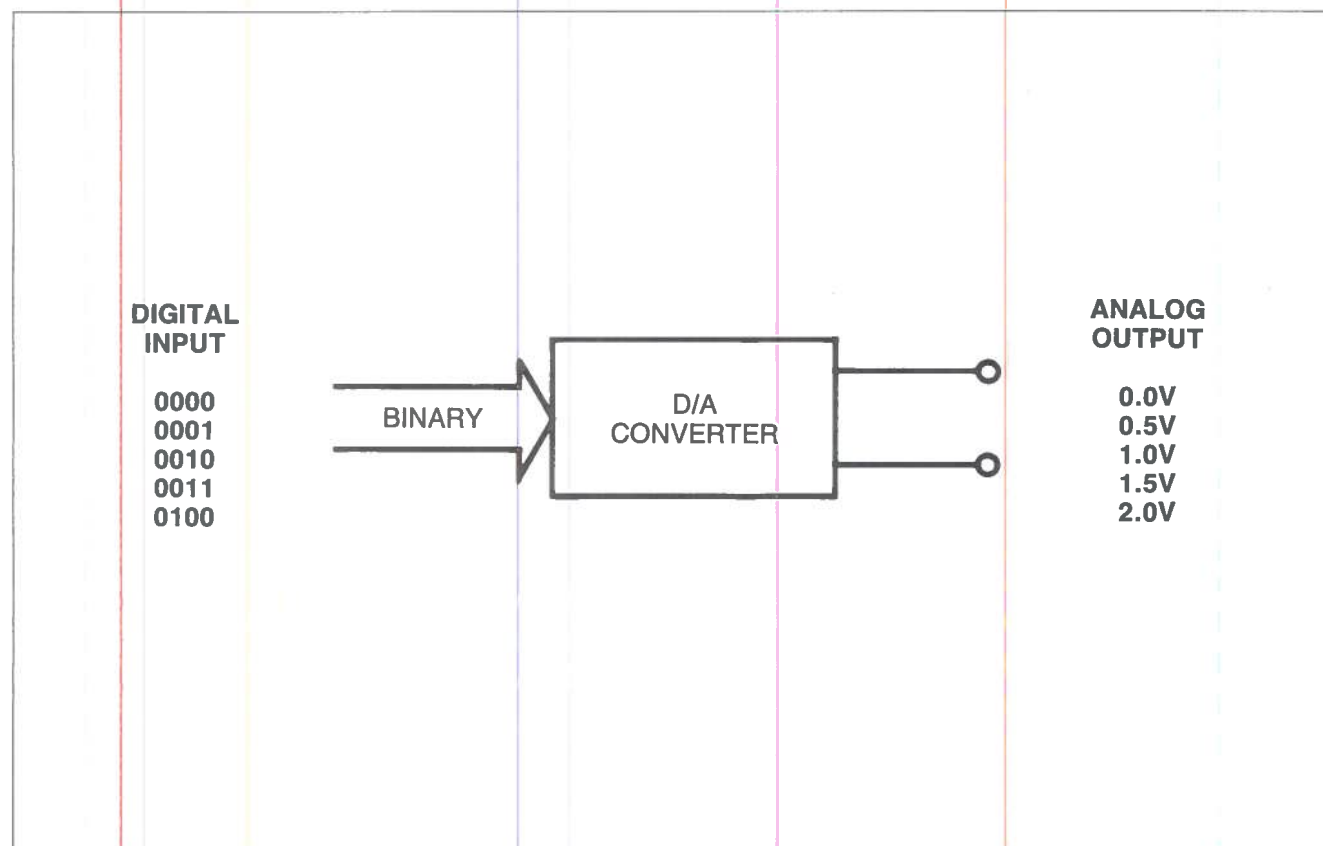 DIGITAL
INPUT
0000
0001
0010
0011
0100
BINARY
D/A
CONVERTER
ANALOG
OUTPUT
0.0V
0.5V
1.0V
1.5V
2.0V